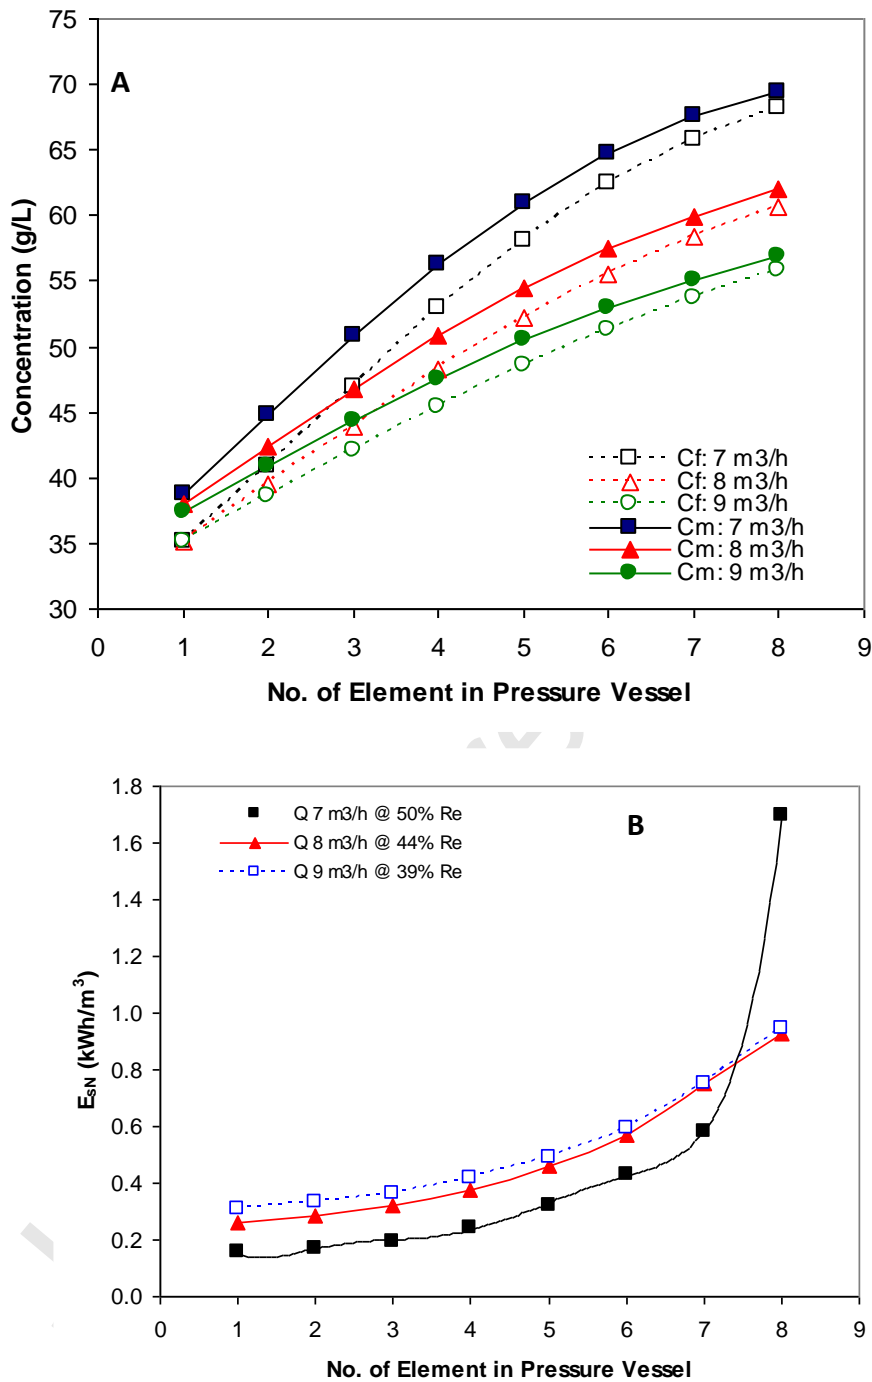 75
70
65
60
55
50
45
40
35
30
A
Concentration (g/L)
Cf: 7 m3/h
Cf: 8 m3/h
Cf: 9 m3/h
Cm: 7 m3/h
Cm: 8 m3/h
Cm: 9 m3/h
0 1 2 3 4 5 6 7 8 9
No. of Element in Pressure Vessel
1.8
1.6
1.4
1.2
1.0
0.8
0.6
0.4
0.2
0.0
Q 7 m3/h @ 50% Re
Q 8 m3/h @ 44% Re
Q 9 m3/h @ 39% Re
B
EsN (kWh/m³)
0 1 2 3 4 5 6 7 8 9
No. of Element in Pressure Vessel